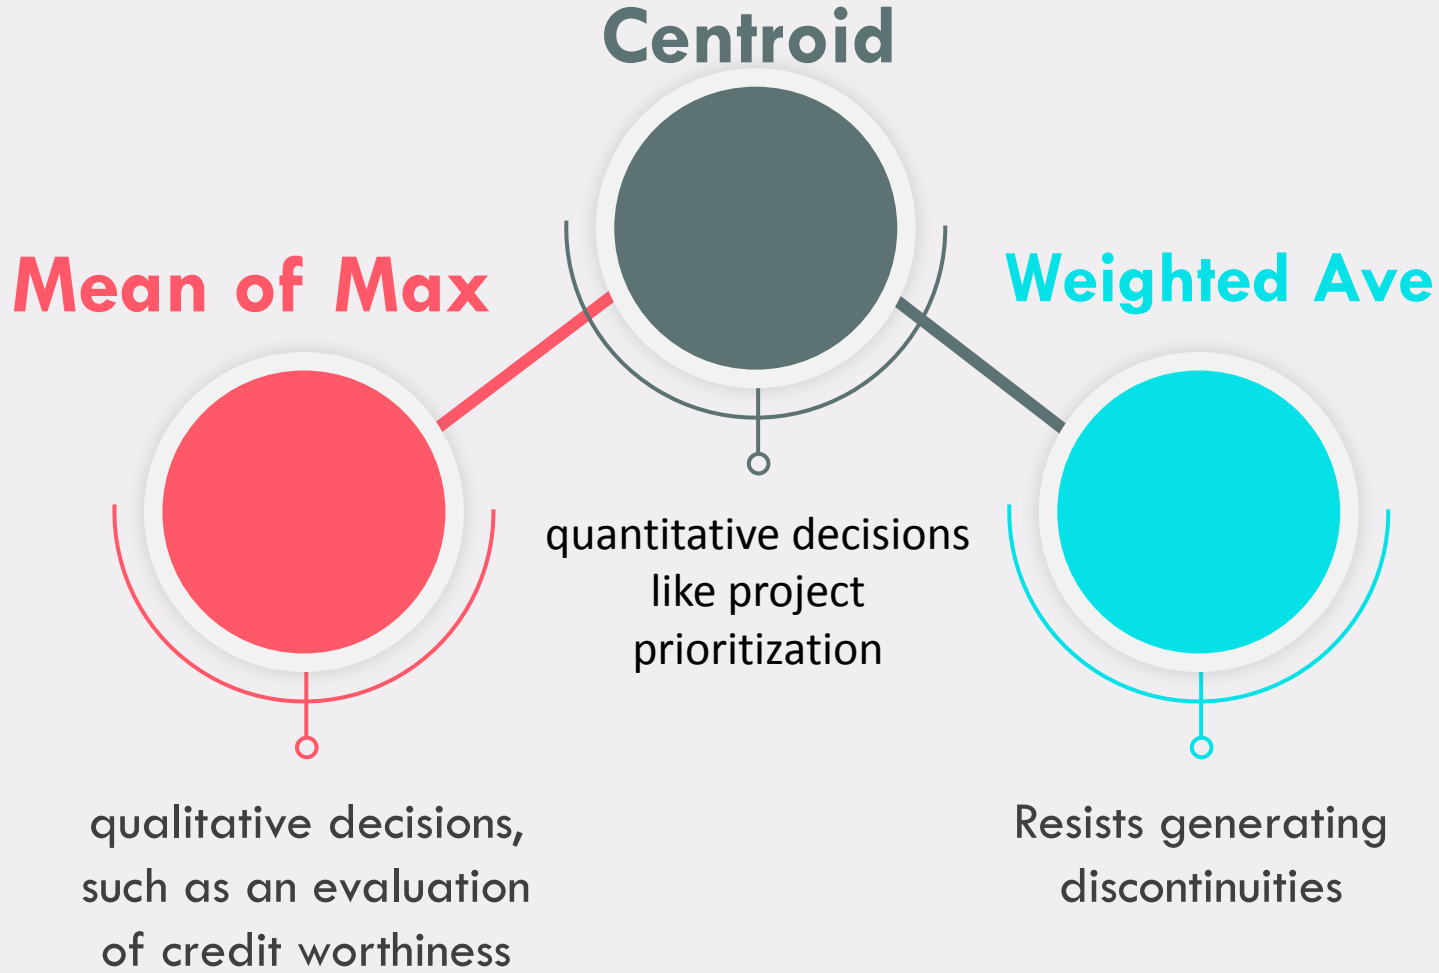 Centroid
quantitative decisions
like project
prioritization
Mean of Max
qualitative decisions,
such as an evaluation
of credit worthiness
Weighted Ave
Resists generating
discontinuities